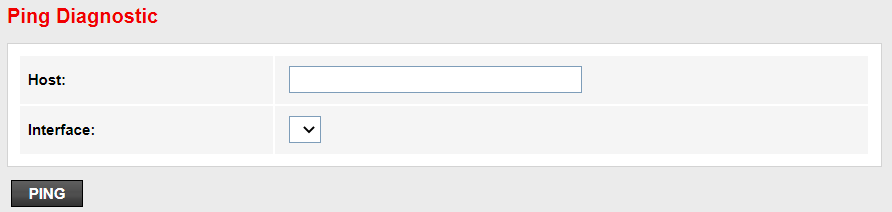 Ping Diagnostic
Host:
Interface:
PING